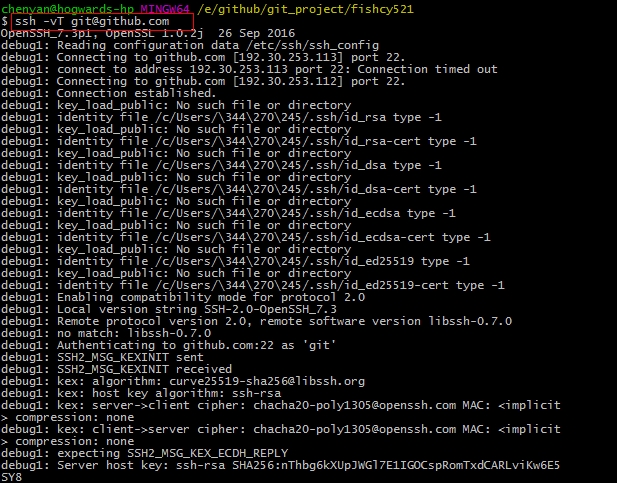 chenyan@hogwards-hp MINGW64 /e/github/git_project/fishcy521
$ ssh -vT git@github.com
OpenSSH_7.3p1, OpenSSL 1.0.2j  26 Sep 2016
debug1: Reading configuration data /etc/ssh/ssh_config
debug1: Connecting to github.com [192.30.253.113] port 22.
debug1: connect to address 192.30.253.113 port 22: Connection timed out
debug1: Connecting to github.com [192.30.253.112] port 22.
debug1: Connection established.
debug1: key_load_public: No such file or directory
debug1: identity file /c/Users/\344\270\245/.ssh/id_rsa type -1
debug1: key_load_public: No such file or directory
debug1: identity file /c/Users/\344\270\245/.ssh/id_rsa-cert type -1
debug1: key_load_public: No such file or directory
debug1: identity file /c/Users/\344\270\245/.ssh/id_dsa type -1
debug1: key_load_public: No such file or directory
debug1: identity file /c/Users/\344\270\245/.ssh/id_dsa-cert type -1
debug1: key_load_public: No such file or directory
debug1: identity file /c/Users/\344\270\245/.ssh/id_ecdsa type -1
debug1: key_load_public: No such file or directory
debug1: identity file /c/Users/\344\270\245/.ssh/id_ecdsa-cert type -1
debug1: key_load_public: No such file or directory
debug1: identity file /c/Users/\344\270\245/.ssh/id_ed25519 type -1
debug1: key_load_public: No such file or directory
debug1: identity file /c/Users/\344\270\245/.ssh/id_ed25519-cert type -1
debug1: Enabling compatibility mode for protocol 2.0
debug1: Local version string SSH-2.0-OpenSSH_7.3
debug1: Remote protocol version 2.0, remote software version libssh-0.7.0
debug1: no match: libssh-0.7.0
debug1: Authenticating to github.com:22 as 'git'
debug1: SSH2_MSG_KEXINIT sent
debug1: SSH2_MSG_KEXINIT received
debug1: kex: algorithm: curve25519-sha256@libssh.org
debug1: kex: host key algorithm: ssh-rsa
debug1: kex: server->client cipher: chacha20-poly1305@openssh.com MAC: <implicit
> compression: none
debug1: kex: client->server cipher: chacha20-poly1305@openssh.com MAC: <implicit
> compression: none
debug1: expecting SSH2_MSG_KEX_ECDH_REPLY
debug1: Server host key: ssh-rsa SHA256:nThbg6kXUpJWGl7E1IGOCspRomTxdCARLviKw6E5
SY8